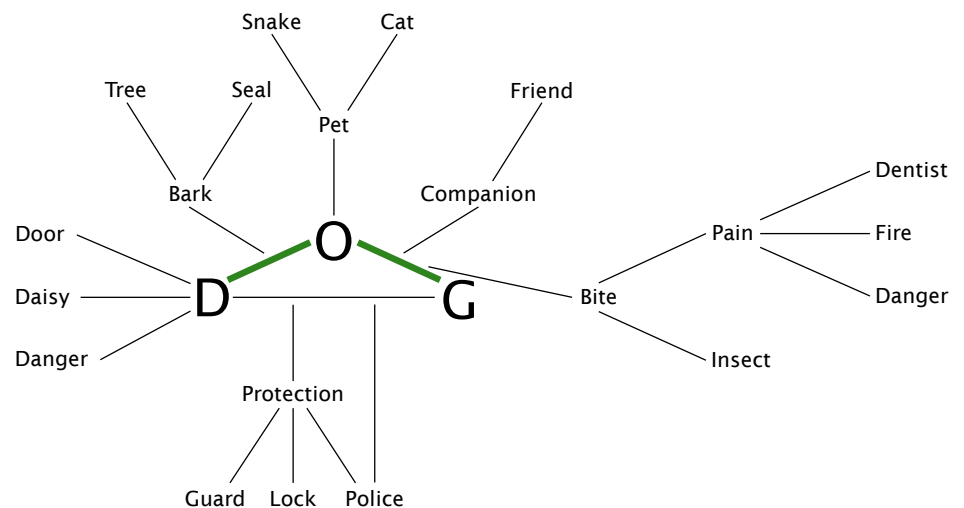 Snake Cat
Tree Seal Friend
Pet
Dentist
Bark Companion
Door O Pain Fire
Daisy D G Bite Danger
Danger Insect
Protection
Guard Lock Police